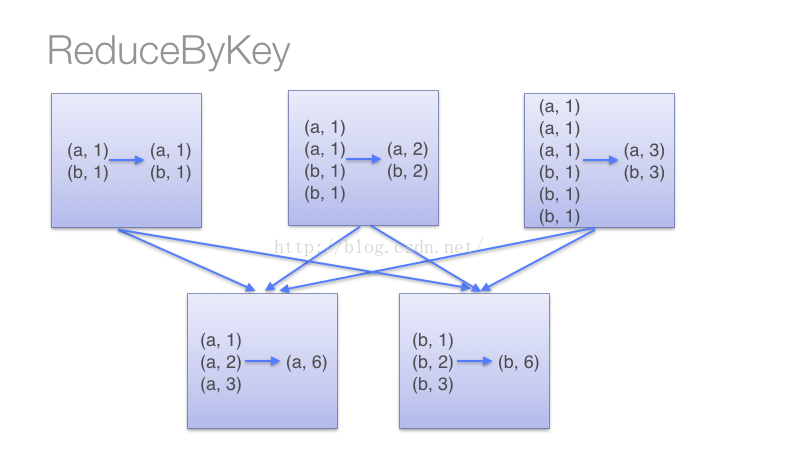 ReduceByKey
(a, 1)
(b, 1)
(a, 1)
(b, 1)
(a, 1)
(a, 1)
(b, 1)
(b, 1)
(a, 2)
(b, 2)
(a, 1)
(a, 1)
(a, 1)
(b, 1)
(b, 1)
(b, 1)
(a, 3)
(b, 3)
http://blog.csdn.net/
(a, 1)
(a, 2)
(a, 3)
(a, 6)
(b, 1)
(b, 2)
(b, 3)
(b, 6)